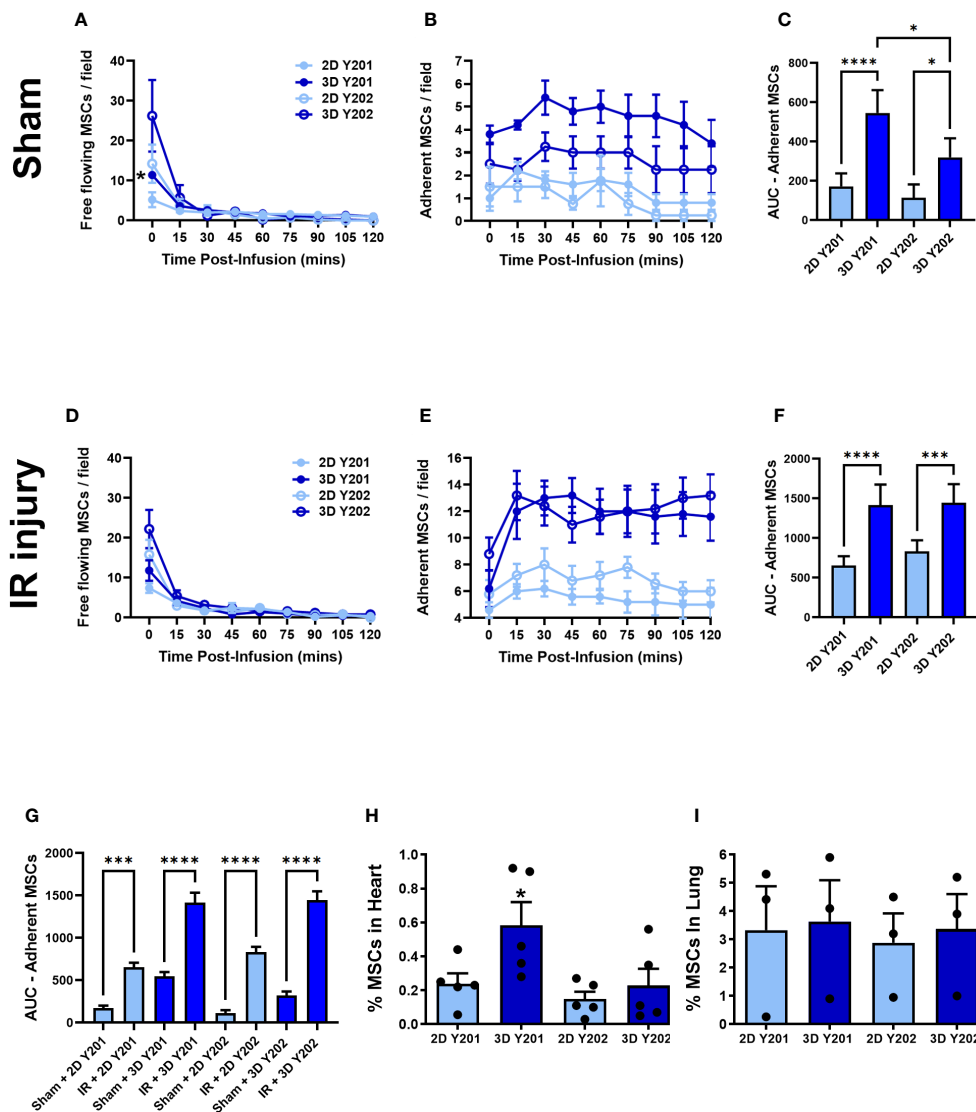 Sham
A
Free flowing MSCs / field
40
30
20
10
0
*
2D Y201
3D Y201
2D Y202
3D Y202
0 15 30 45 60 75 90 105 120
Time Post-Infusion (mins)
B
Adherent MSCs / field
7
6
5
4
3
2
1
0
0 15 30 45 60 75 90 105 120
Time Post-Infusion (mins)
C
AUC - Adherent MSCs
800
600
400
200
0
*
**** *
2D Y201 3D Y201 2D Y202 3D Y202
IR injury
D
Free flowing MSCs / field
40
30
20
10
0
2D Y201
3D Y201
2D Y202
3D Y202
0 15 30 45 60 75 90 105 120
Time Post-Infusion (mins)
E
Adherent MSCs / field
16
14
12
10
8
6
4
0 15 30 45 60 75 90 105 120
Time Post-Infusion (mins)
F
AUC - Adherent MSCs
2000
1500
1000
500
0
**** ***
2D Y201 3D Y201 2D Y202 3D Y202
G
AUC - Adherent MSCs
2000
1500
1000
500
0
*** **** **** ****
Sham + 2D Y201 IR + 2D Y201 Sham + 3D Y201 IR + 3D Y201 Sham + 2D Y202 IR + 2D Y202 Sham + 3D Y202 IR + 3D Y202
H
% MSCs in Heart
1.0
0.8
0.6
0.4
0.2
0.0
*
2D Y201 3D Y201 2D Y202 3D Y202
I
% MSCs In Lung
6
5
4
3
2
1
0
2D Y201 3D Y201 2D Y202 3D Y202